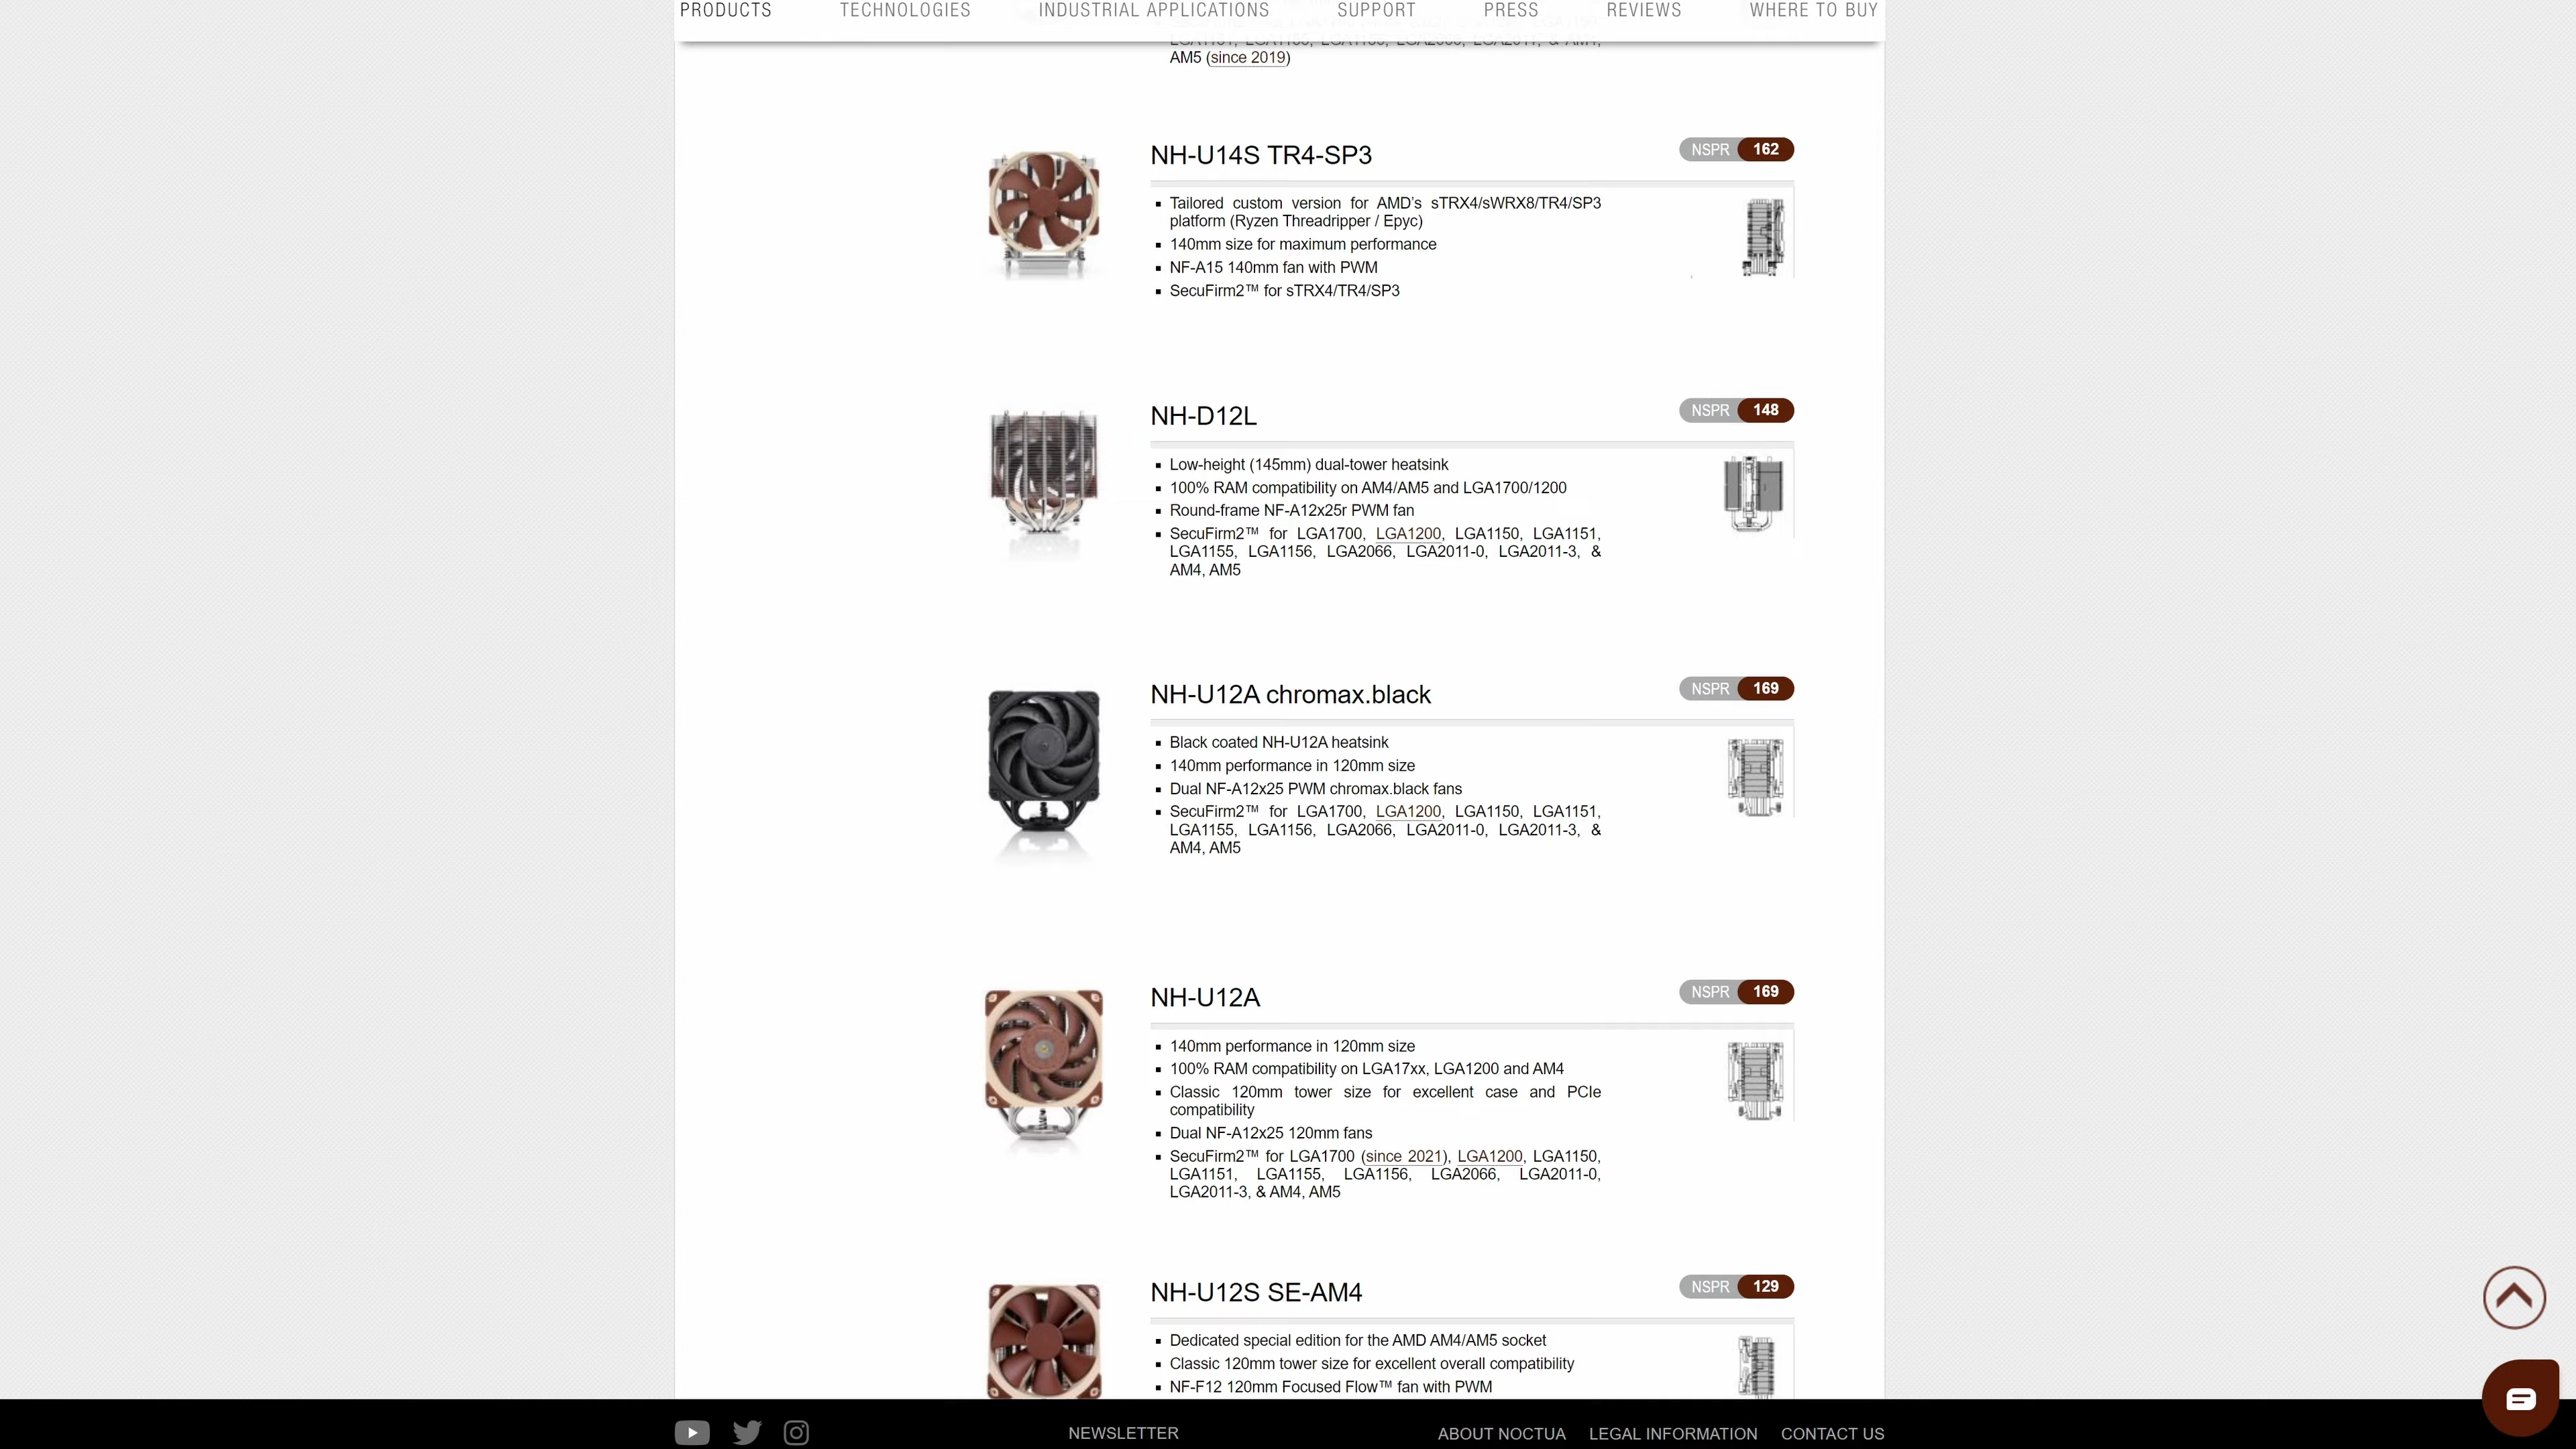 PRODUCTS TECHNOLOGIES INDUSTRIAL APPLICATIONS SUPPORT PRESS REVIEWS WHERE TO BUY
AM5 (since 2019)
NH-U14S TR4-SP3
NSPR 162
▪ Tailored custom version for AMD’s sTRX4/sWRX8/TR4/SP3
platform (Ryzen Threadripper / Epyc)
▪ 140mm size for maximum performance
▪ NF-A15 140mm fan with PWM
▪ SecuFirm2™ for sTRX4/TR4/SP3
NH-D12L
NSPR 148
▪ Low-height (145mm) dual-tower heatsink
▪ 100% RAM compatibility on AM4/AM5 and LGA1700/1200
▪ Round-frame NF-A12x25r PWM fan
▪ SecuFirm2™ for LGA1700, LGA1200, LGA1150, LGA1151,
LGA1155, LGA1156, LGA2066, LGA2011-0, LGA2011-3, &
AM4, AM5
NH-U12A chromax.black
NSPR 169
▪ Black coated NH-U12A heatsink
▪ 140mm performance in 120mm size
▪ Dual NF-A12x25 PWM chromax.black fans
▪ SecuFirm2™ for LGA1700, LGA1200, LGA1150, LGA1151,
LGA1155, LGA1156, LGA2066, LGA2011-0, LGA2011-3, &
AM4, AM5
NH-U12A
NSPR 169
▪ 140mm performance in 120mm size
▪ 100% RAM compatibility on LGA17xx, LGA1200 and AM4
▪ Classic 120mm tower size for excellent case and PCIe
compatibility
▪ Dual NF-A12x25 120mm fans
▪ SecuFirm2™ for LGA1700 (since 2021), LGA1200, LGA1150,
LGA1151, LGA1155, LGA1156, LGA2066, LGA2011-0,
LGA2011-3, & AM4, AM5
NH-U12S SE-AM4
NSPR 129
▪ Dedicated special edition for the AMD AM4/AM5 socket
▪ Classic 120mm tower size for excellent overall compatibility
▪ NF-F12 120mm Focused Flow™ fan with PWM
NEWSLETTER ABOUT NOCTUA LEGAL INFORMATION CONTACT US